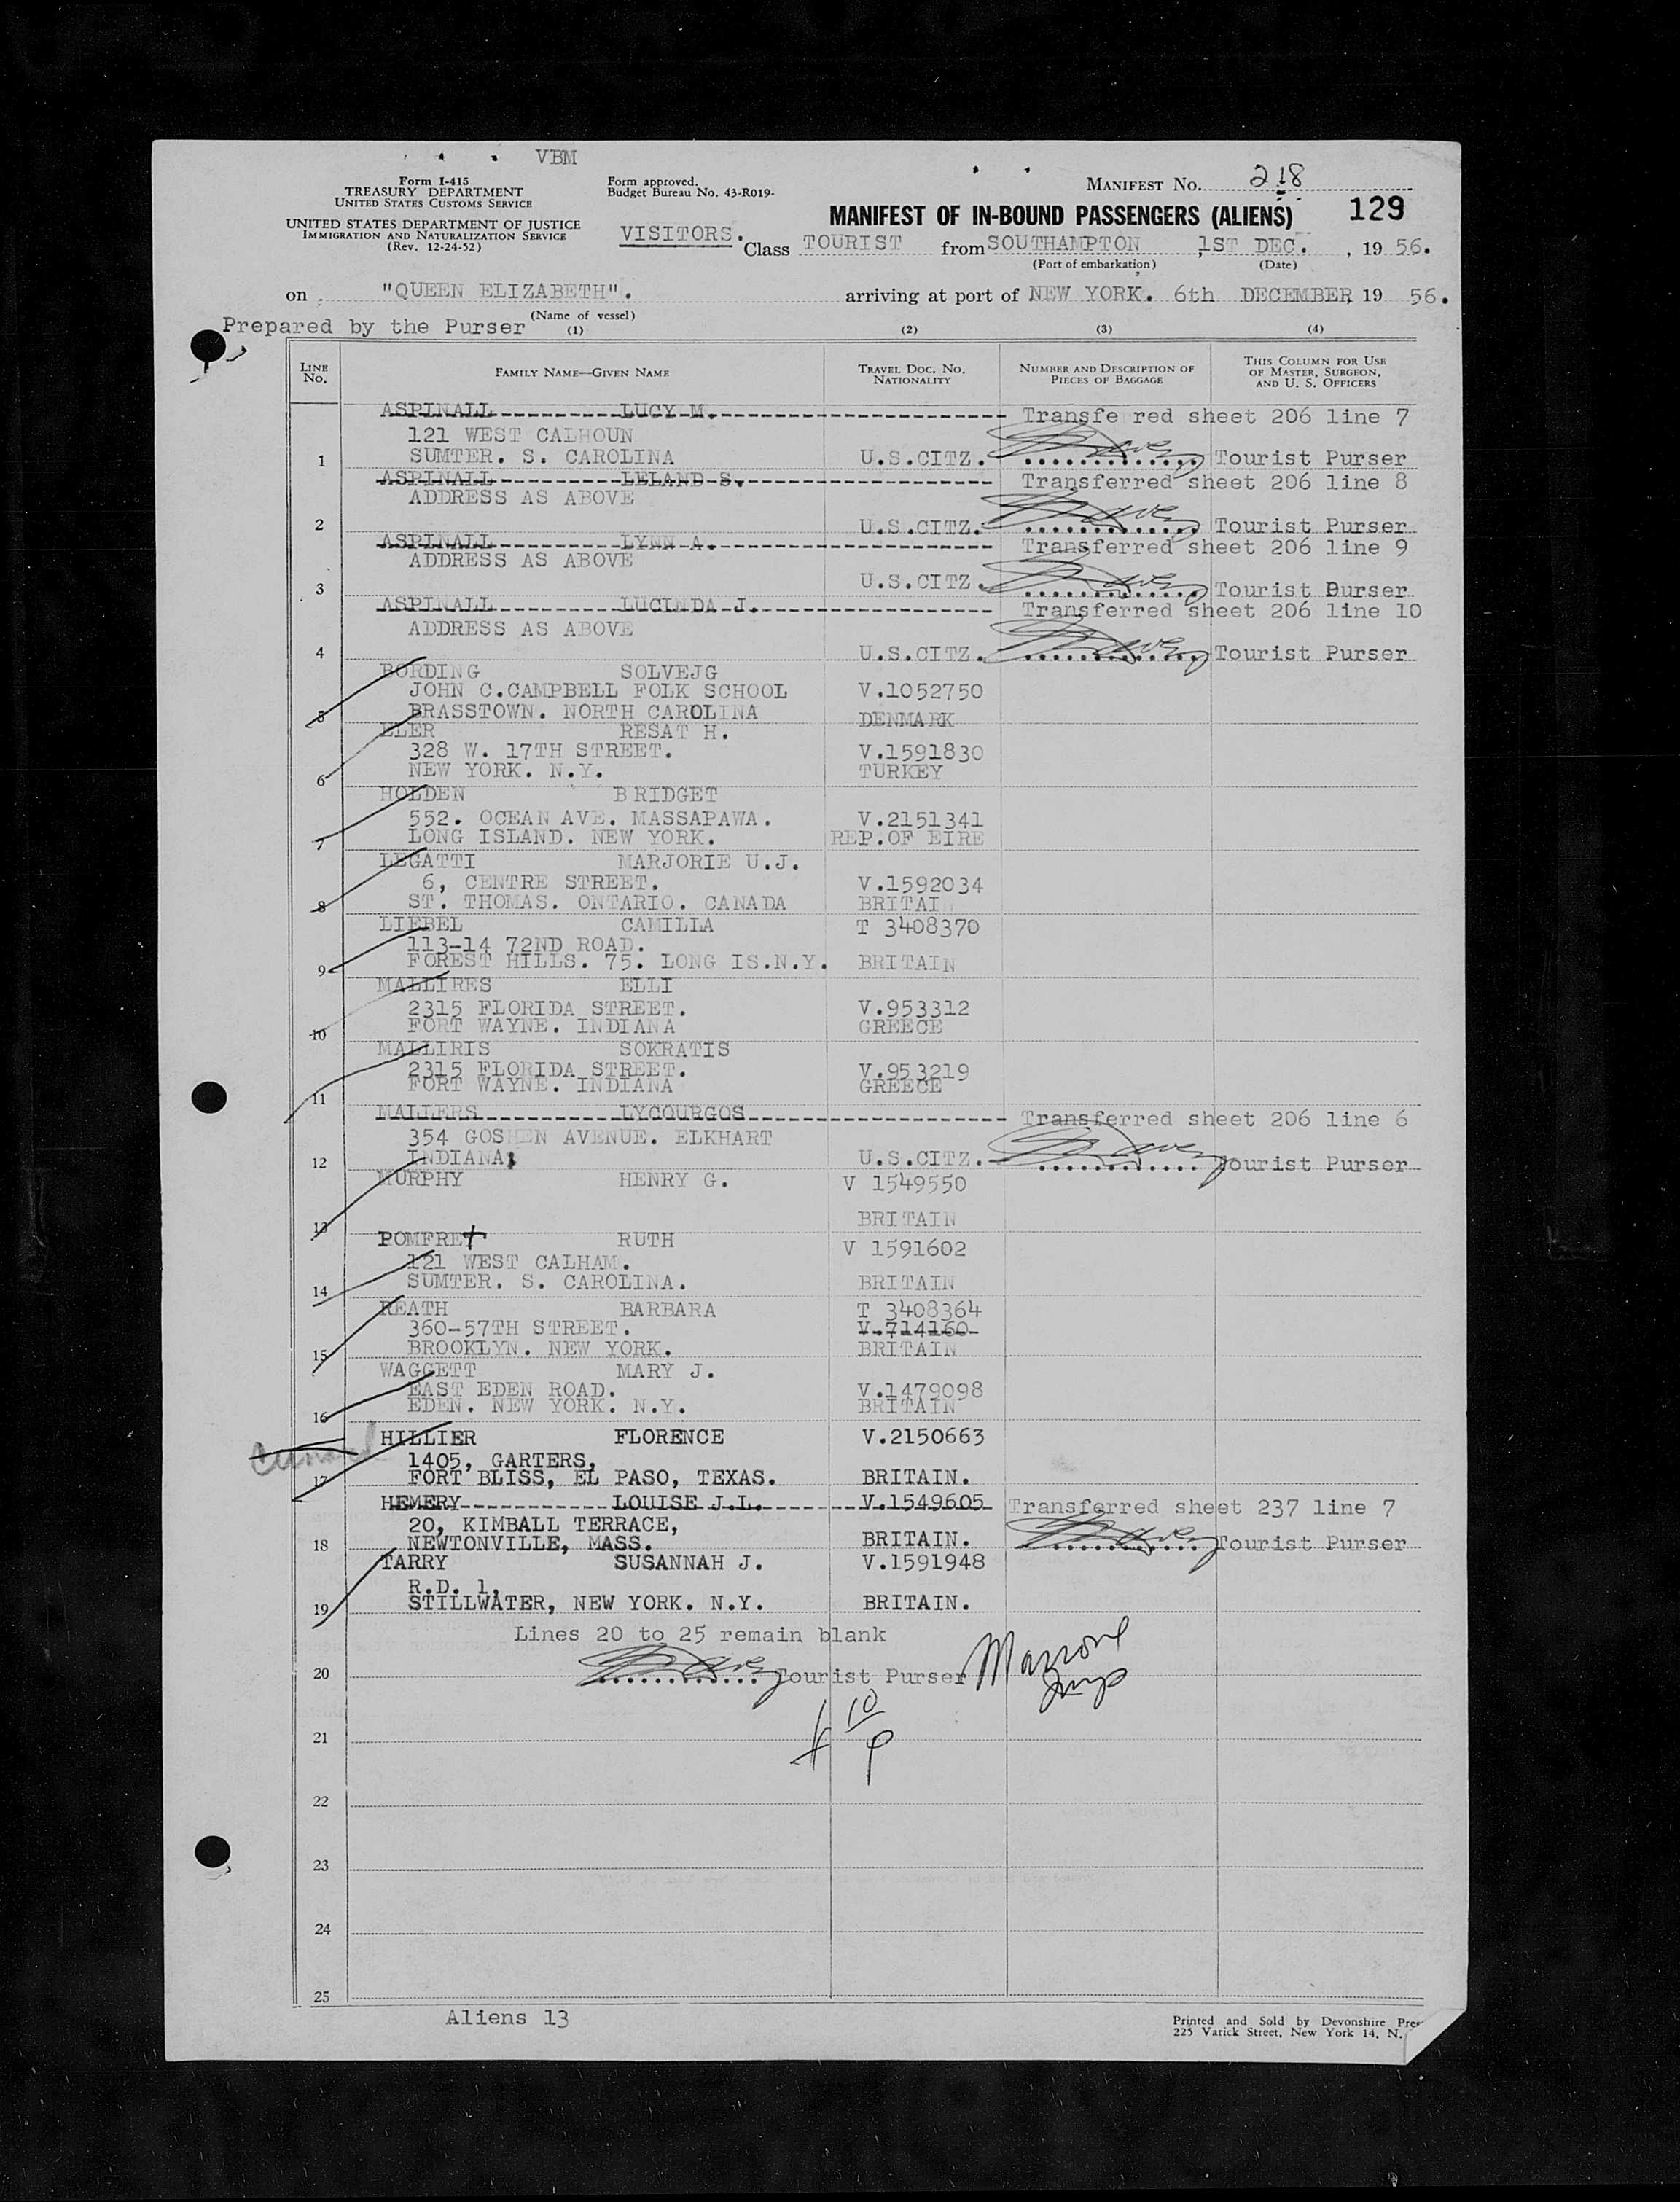 VBM
Form I-415
TREASURY DEPARTMENT
UNITED STATES CUSTOMS SERVICE
UNITED STATES DEPARTMENT OF JUSTICE
IMMIGRATION AND NATURALIZATION SERVICE
(Rev. 12-24-52)
Form approved.
Budget Bureau No. 43-R019-
MANIFEST NO. 218
MANIFEST OF IN-BOUND PASSENGERS (ALIENS) 129
VISITORS. Class TOURIST from SOUTHAMPTON, 1ST DEC. , 19 56.
(Port of embarkation) (Date)
on "QUEEN ELIZABETH". arriving at port of NEW YORK. 6th DECEMBER 19 56.
(Name of vessel)
Prepared by the Purser (1) (2) (3) (4)
LINE No. FAMILY NAME—GIVEN NAME TRAVEL DOC. NO. NATIONALITY NUMBER AND DESCRIPTION OF PIECES OF BAGGAGE THIS COLUMN FOR USE OF MASTER, SURGEON, AND U. S. OFFICERS
ASPINALL LUCY M. Transfe red sheet 206 line 7
121 WEST CALHOUN
1 SUMTER. S. CAROLINA U.S.CITZ. Tourist Purser
ASPINALL LELAND S. Transferred sheet 206 line 8
ADDRESS AS ABOVE
2 U.S.CITZ. Tourist Purser
ASPINALL LYNN A. Transferred sheet 206 line 9
ADDRESS AS ABOVE
3 U.S.CITZ. Tourist Purser
ASPINALL LUCINDA J. Transferred sheet 206 line 10
ADDRESS AS ABOVE
4 U.S.CITZ. Tourist Purser
BORDING SOLVEJG
JOHN C.CAMPBELL FOLK SCHOOL V.1052750
5 BRASSTOWN. NORTH CAROLINA DENMARK
ELER RESAT H.
328 W. 17TH STREET. V.1591830
6 NEW YORK. N.Y. TURKEY
HOLDEN BRIDGET
552. OCEAN AVE. MASSAPAWA. V.2151341
7 LONG ISLAND. NEW YORK. REP.OF EIRE
LEGATTI MARJORIE U.J.
6, CENTRE STREET. V.1592034
8 ST. THOMAS. ONTARIO. CANADA BRITAIN
LIEBEL CAMILLA T 3408370
113-14 72ND ROAD.
9 FOREST HILLS. 75. LONG IS.N.Y. BRITAIN
MALLIRES ELLI
2315 FLORIDA STREET. V.953312
10 FORT WAYNE. INDIANA GREECE
MALLIRIS SOKRATIS
2315 FLORIDA STREET. V.953219
11 FORT WAYNE. INDIANA GREECE
MALLERS LYCOURGOS Transferred sheet 206 line 6
354 GOSHEN AVENUE. ELKHART
12 INDIANA. U.S.CITZ. Tourist Purser
MURPHY HENRY G. V 1549550
13 BRITAIN
POMFRET RUTH V 1591602
121 WEST CALHAM.
14 SUMTER. S. CAROLINA. BRITAIN
REATH BARBARA T 3408364
360-57TH STREET. V.714160
15 BROOKLYN. NEW YORK. BRITAIN
WAGGETT MARY J.
EAST EDEN ROAD. V.1479098
16 EDEN. NEW YORK. N.Y. BRITAIN
HILLIER FLORENCE V.2150663
1405, GARTERS,
17 FORT BLISS, EL PASO, TEXAS. BRITAIN.
HEMERY LOUISE J.L. V.1549605 Transferred sheet 237 line 7
20, KIMBALL TERRACE,
18 NEWTONVILLE, MASS. BRITAIN. Tourist Purser
TARRY SUSANNAH J. V.1591948
R.D. 1,
19 STILLWATER, NEW YORK. N.Y. BRITAIN.
Lines 20 to 25 remain blank
20 Tourist Purser
10
21
22
23
24
25
Aliens 13
Printed and Sold by Devonshire
225 Varick Street, New York 14, N.